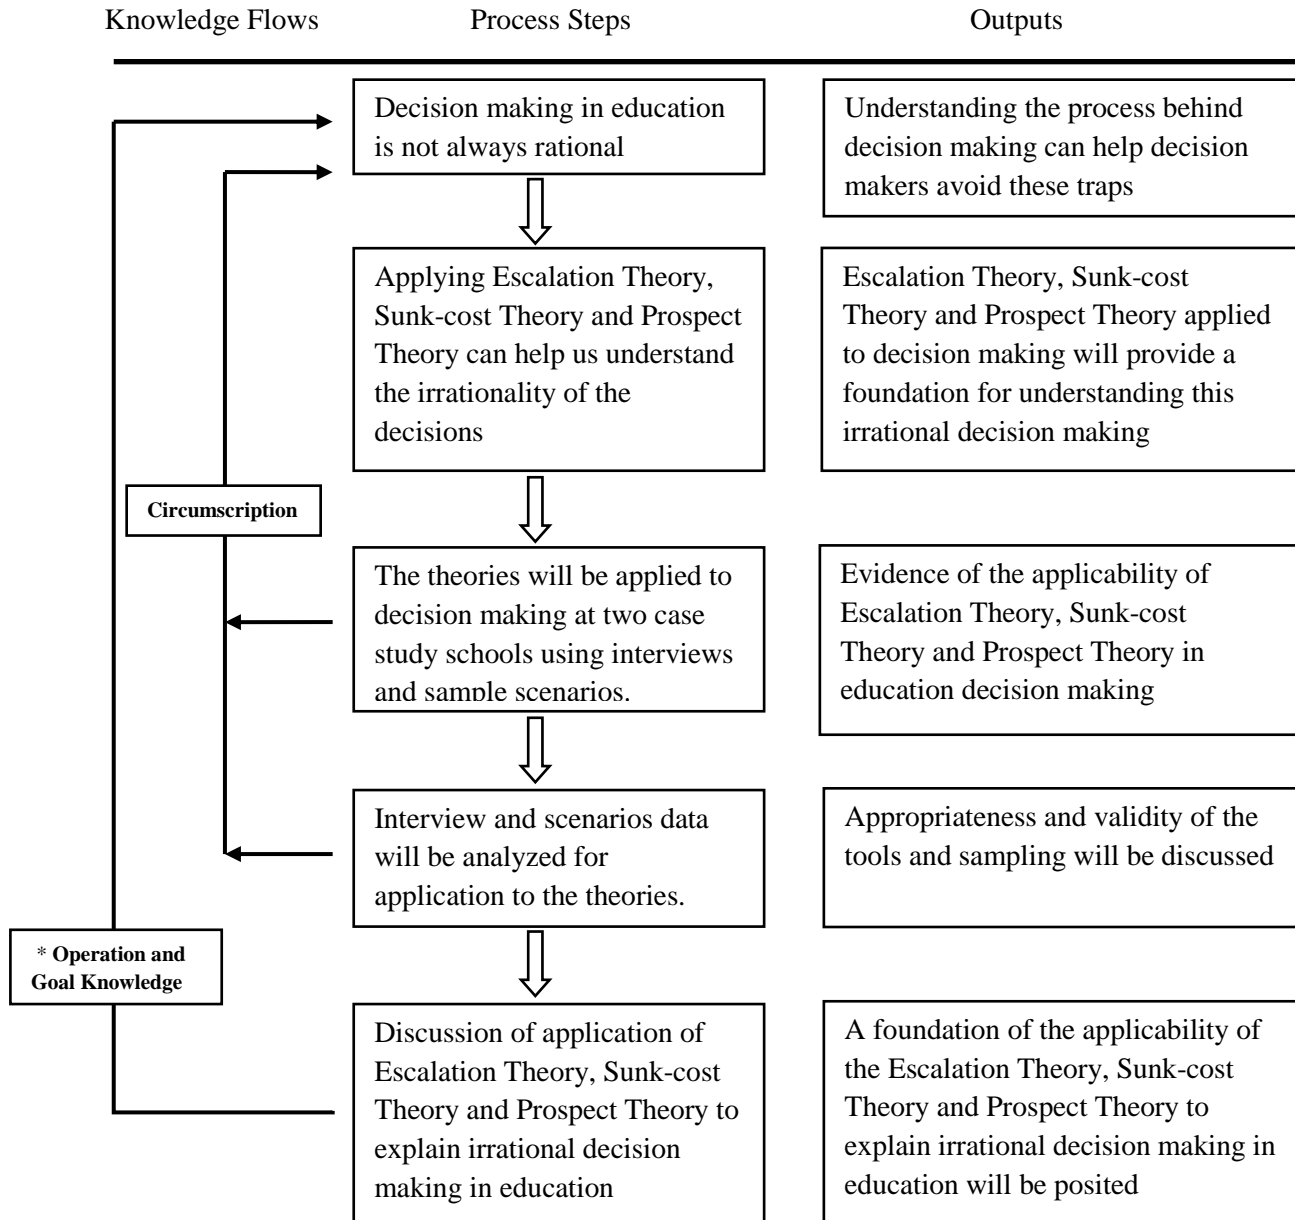 Knowledge Flows
Process Steps
Outputs
Decision making in education
is not always rational
Understanding the process behind
decision making can help decision
makers avoid these traps
Applying Escalation Theory,
Sunk-cost Theory and Prospect
Theory can help us understand
the irrationality of the
decisions
Escalation Theory, Sunk-cost
Theory and Prospect Theory applied
to decision making will provide a
foundation for understanding this
irrational decision making
Circumscription
The theories will be applied to
decision making at two case
study schools using interviews
and sample scenarios.
Evidence of the applicability of
Escalation Theory, Sunk-cost
Theory and Prospect Theory in
education decision making
Interview and scenarios data
will be analyzed for
application to the theories.
Appropriateness and validity of the
tools and sampling will be discussed
* Operation and
Goal Knowledge
Discussion of application of
Escalation Theory, Sunk-cost
Theory and Prospect Theory to
explain irrational decision
making in education
A foundation of the applicability of
the Escalation Theory, Sunk-cost
Theory and Prospect Theory to
explain irrational decision making in
education will be posited